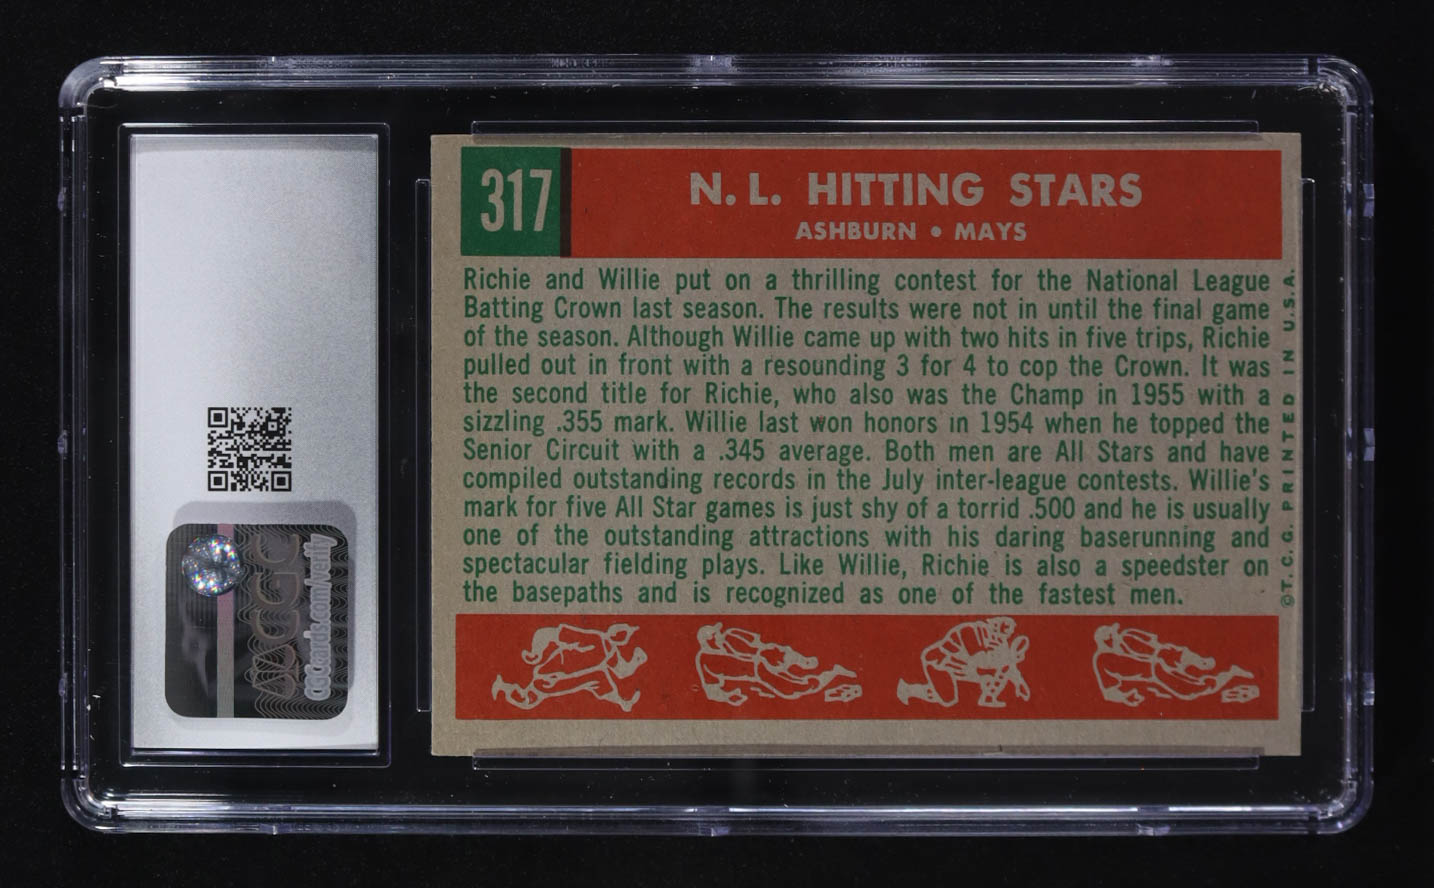 317
N. L. HITTING STARS
ASHBURN • MAYS
Richie and Willie put on a thrilling contest for the National League
Batting Crown last season. The results were not in until the final game
of the season. Although Willie came up with two hits in five trips, Richie
pulled out in front with a resounding 3 for 4 to cop the Crown. It was
the second title for Richie, who also was the Champ in 1955 with a
sizzling .355 mark. Willie last won honors in 1954 when he topped the
Senior Circuit with a .345 average. Both men are All Stars and have
compiled outstanding records in the July inter-league contests. Willie's
mark for five All Star games is just shy of a torrid .500 and he is usually
one of the outstanding attractions with his daring baserunning and
spectacular fielding plays. Like Willie, Richie is also a speedster on
the basepaths and is recognized as one of the fastest men.
©T. C. G. PRINTED IN U.S.A.
CGC
CGCcards.com/verify